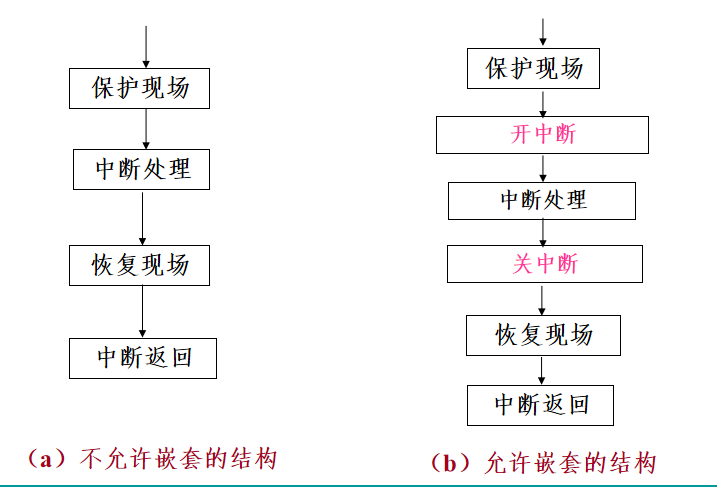 保护现场
中断处理
恢复现场
中断返回
（a）不允许嵌套的结构
保护现场
开中断
中断处理
关中断
恢复现场
中断返回
（b）允许嵌套的结构